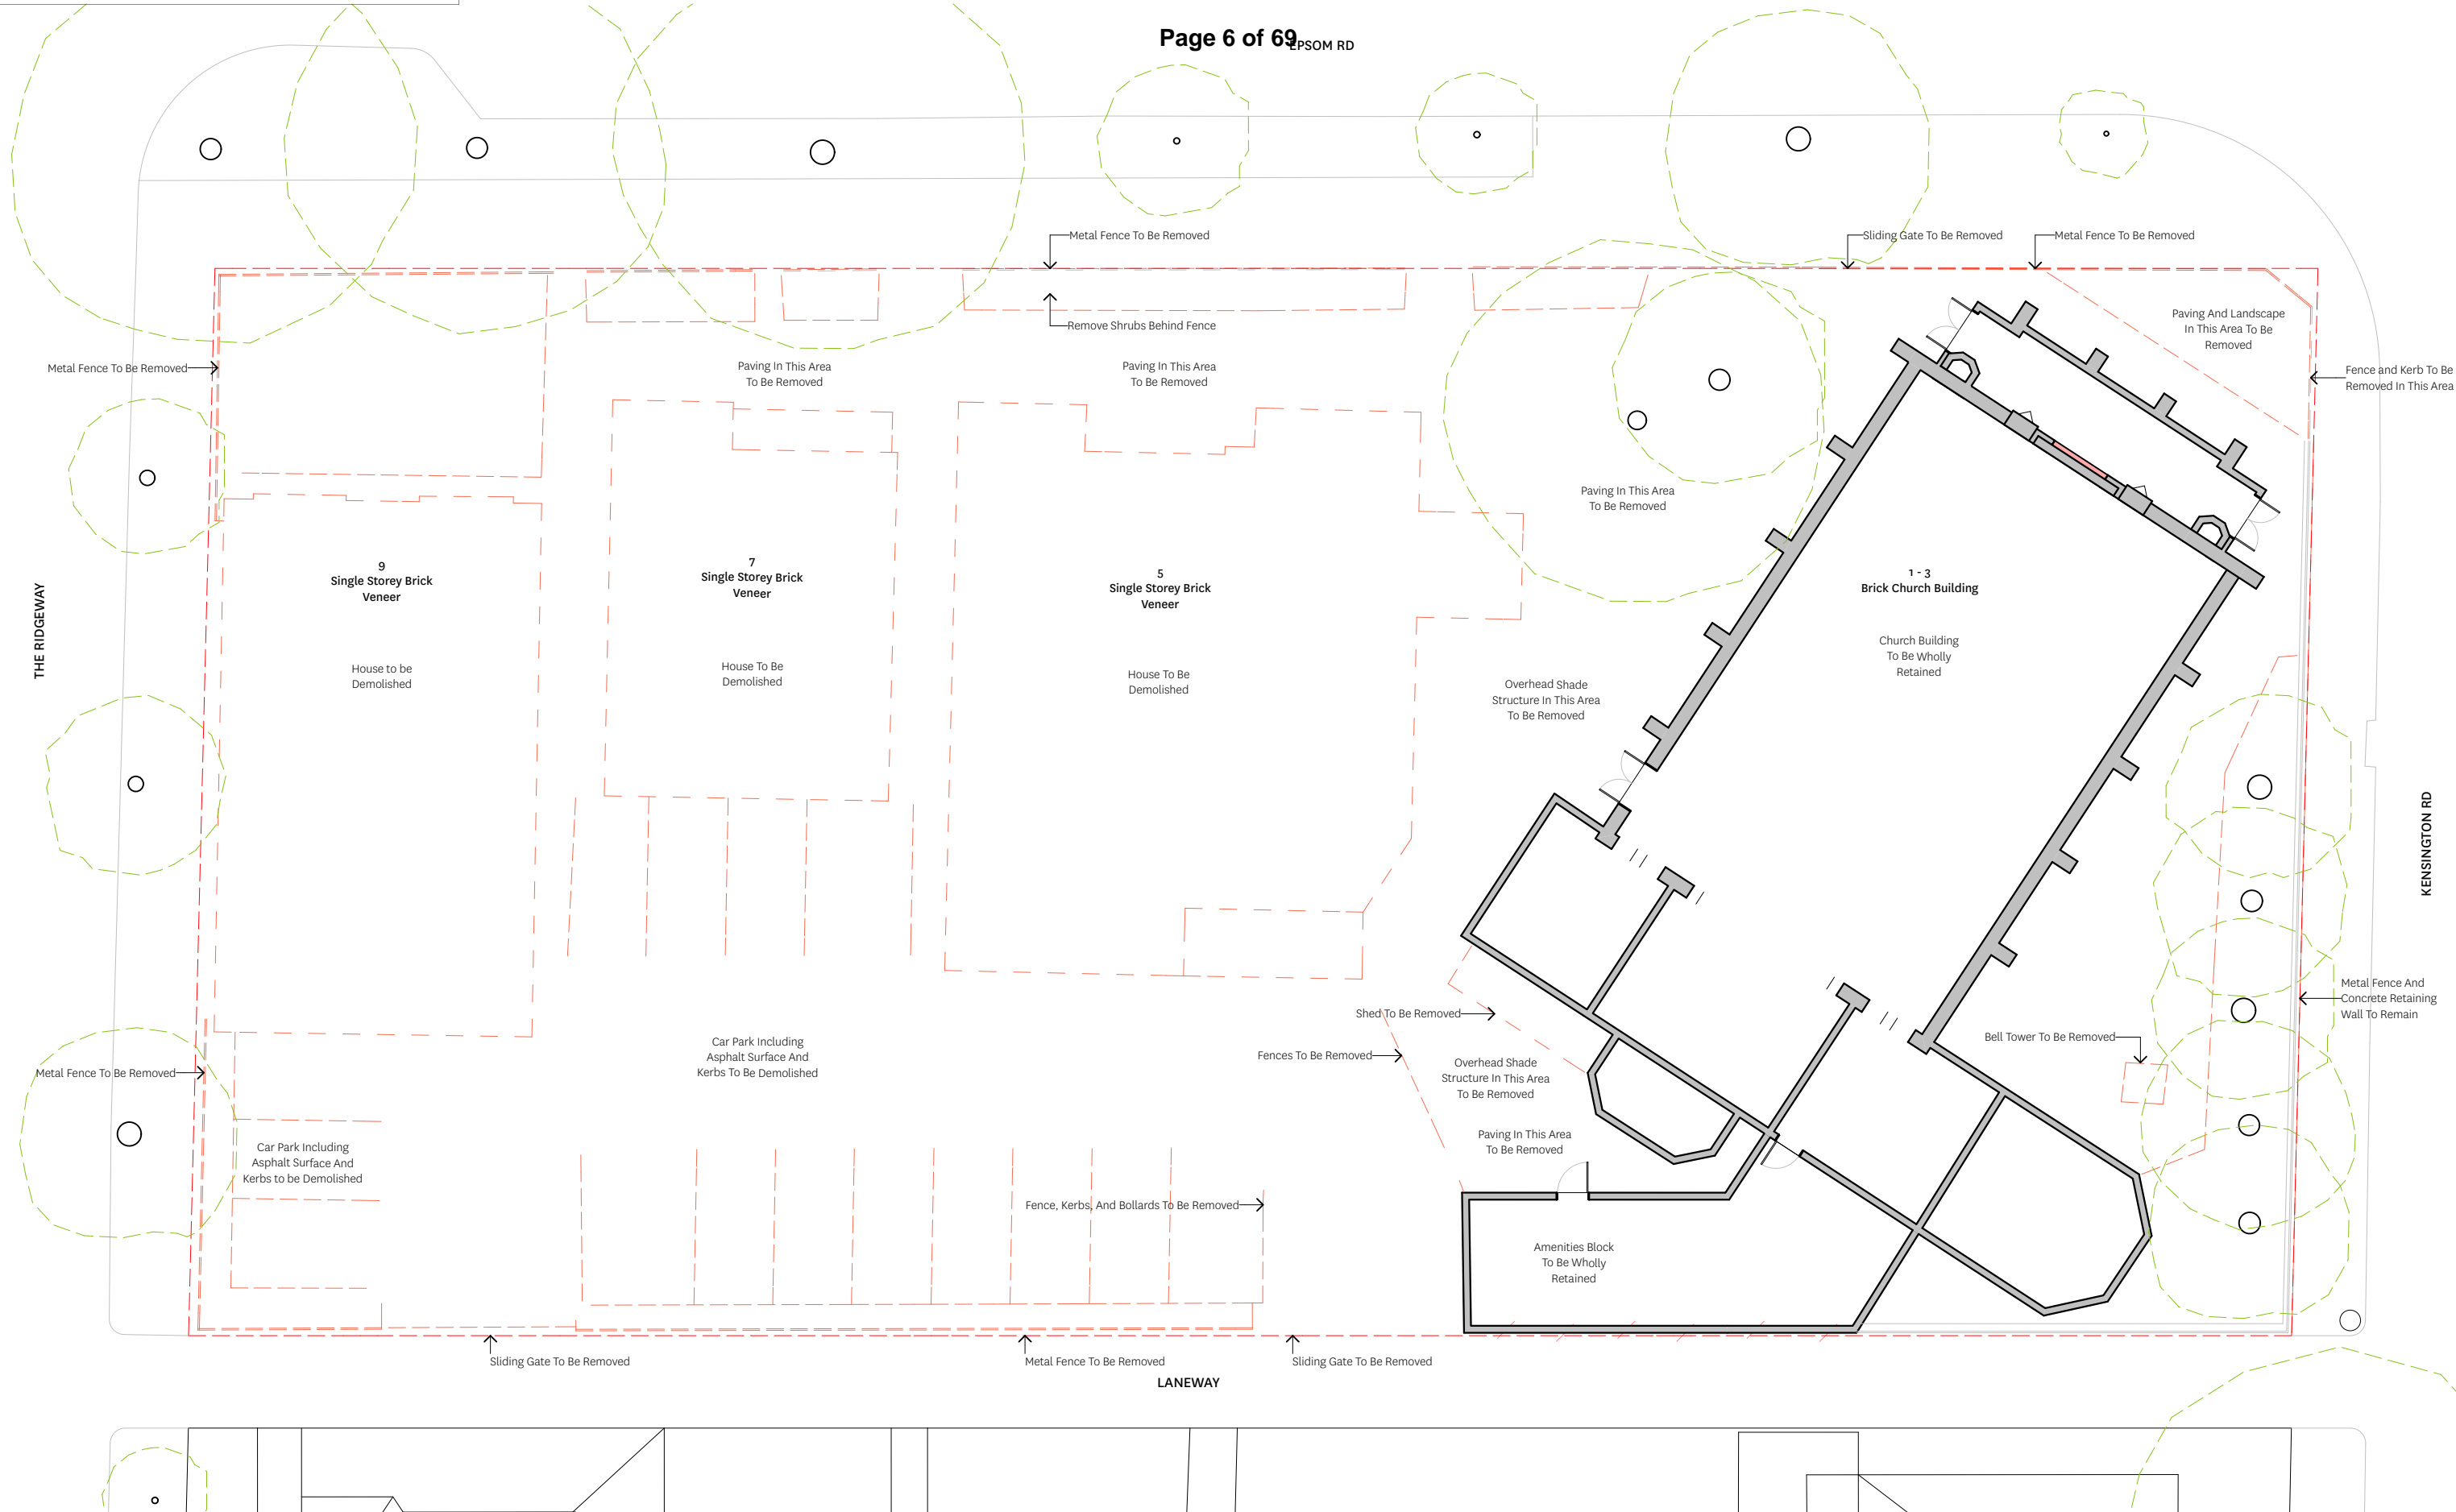 Page 6 of 69
EPSOM RD
Metal Fence To Be Removed
Sliding Gate To Be Removed
Metal Fence To Be Removed
Remove Shrubs Behind Fence
Paving And Landscape
In This Area To Be
Removed
Metal Fence To Be Removed
Paving In This Area
To Be Removed
Paving In This Area
To Be Removed
Fence and Kerb To Be
Removed In This Area
Paving In This Area
To Be Removed
9
Single Storey Brick
Veneer
7
Single Storey Brick
Veneer
5
Single Storey Brick
Veneer
1 - 3
Brick Church Building
THE RIDGEWAY
House to be
Demolished
House To Be
Demolished
House To Be
Demolished
Church Building
To Be Wholly
Retained
Overhead Shade
Structure In This Area
To Be Removed
KENSINGTON RD
Metal Fence And
Concrete Retaining
Wall To Remain
Shed To Be Removed
Bell Tower To Be Removed
Fences To Be Removed
Car Park Including
Asphalt Surface And
Kerbs To Be Demolished
Overhead Shade
Structure In This Area
To Be Removed
Metal Fence To Be Removed
Paving In This Area
To Be Removed
Car Park Including
Asphalt Surface And
Kerbs to be Demolished
Fence, Kerbs, And Bollards To Be Removed
Amenities Block
To Be Wholly
Retained
Sliding Gate To Be Removed
Metal Fence To Be Removed
Sliding Gate To Be Removed
LANEWAY